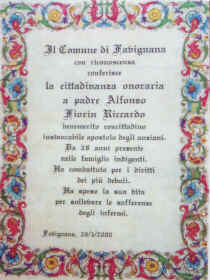 Il Comune di Favignana
con riconoscenza
conferisce
la cittadinanza onoraria
a padre Alfonso
Fiorin Riccardo
benemerito concittadino
instancabile apostolo degli anziani.
Da 28 anni presente
nelle famiglie indigenti.
Ha combattuto per i diritti
dei più deboli.
Ha speso la sua vita
per sollevare le sofferenze
degli infermi.
Favignana,